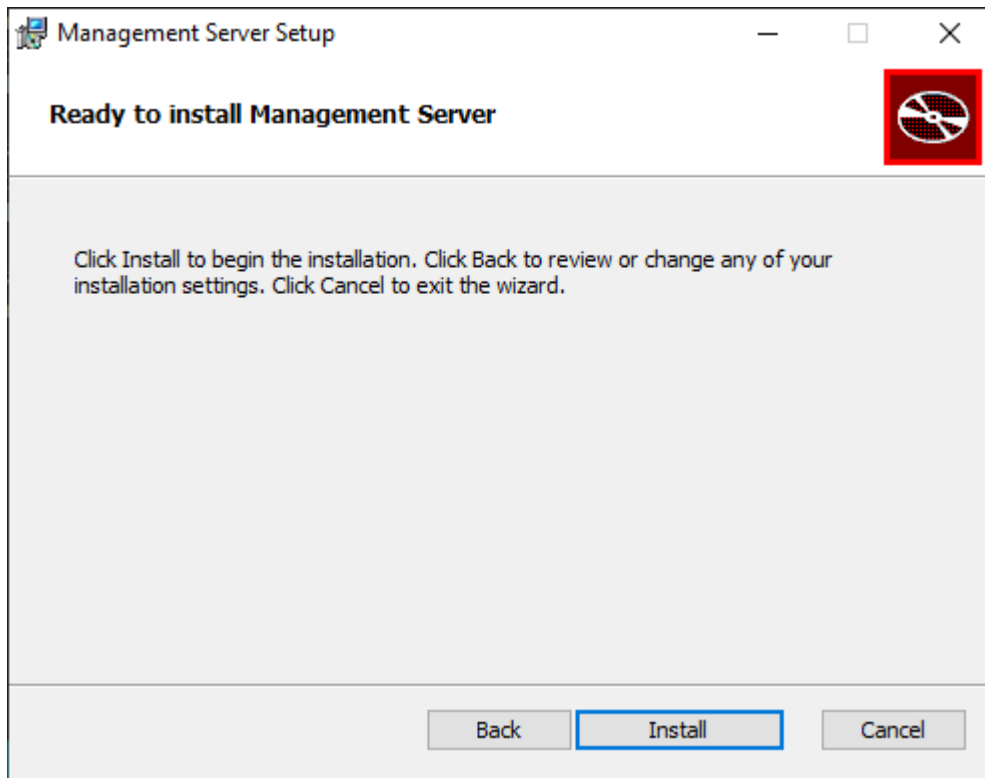 Management Server Setup
Ready to install Management Server
Click Install to begin the installation. Click Back to review or change any of your
installation settings. Click Cancel to exit the wizard.
Back Install Cancel